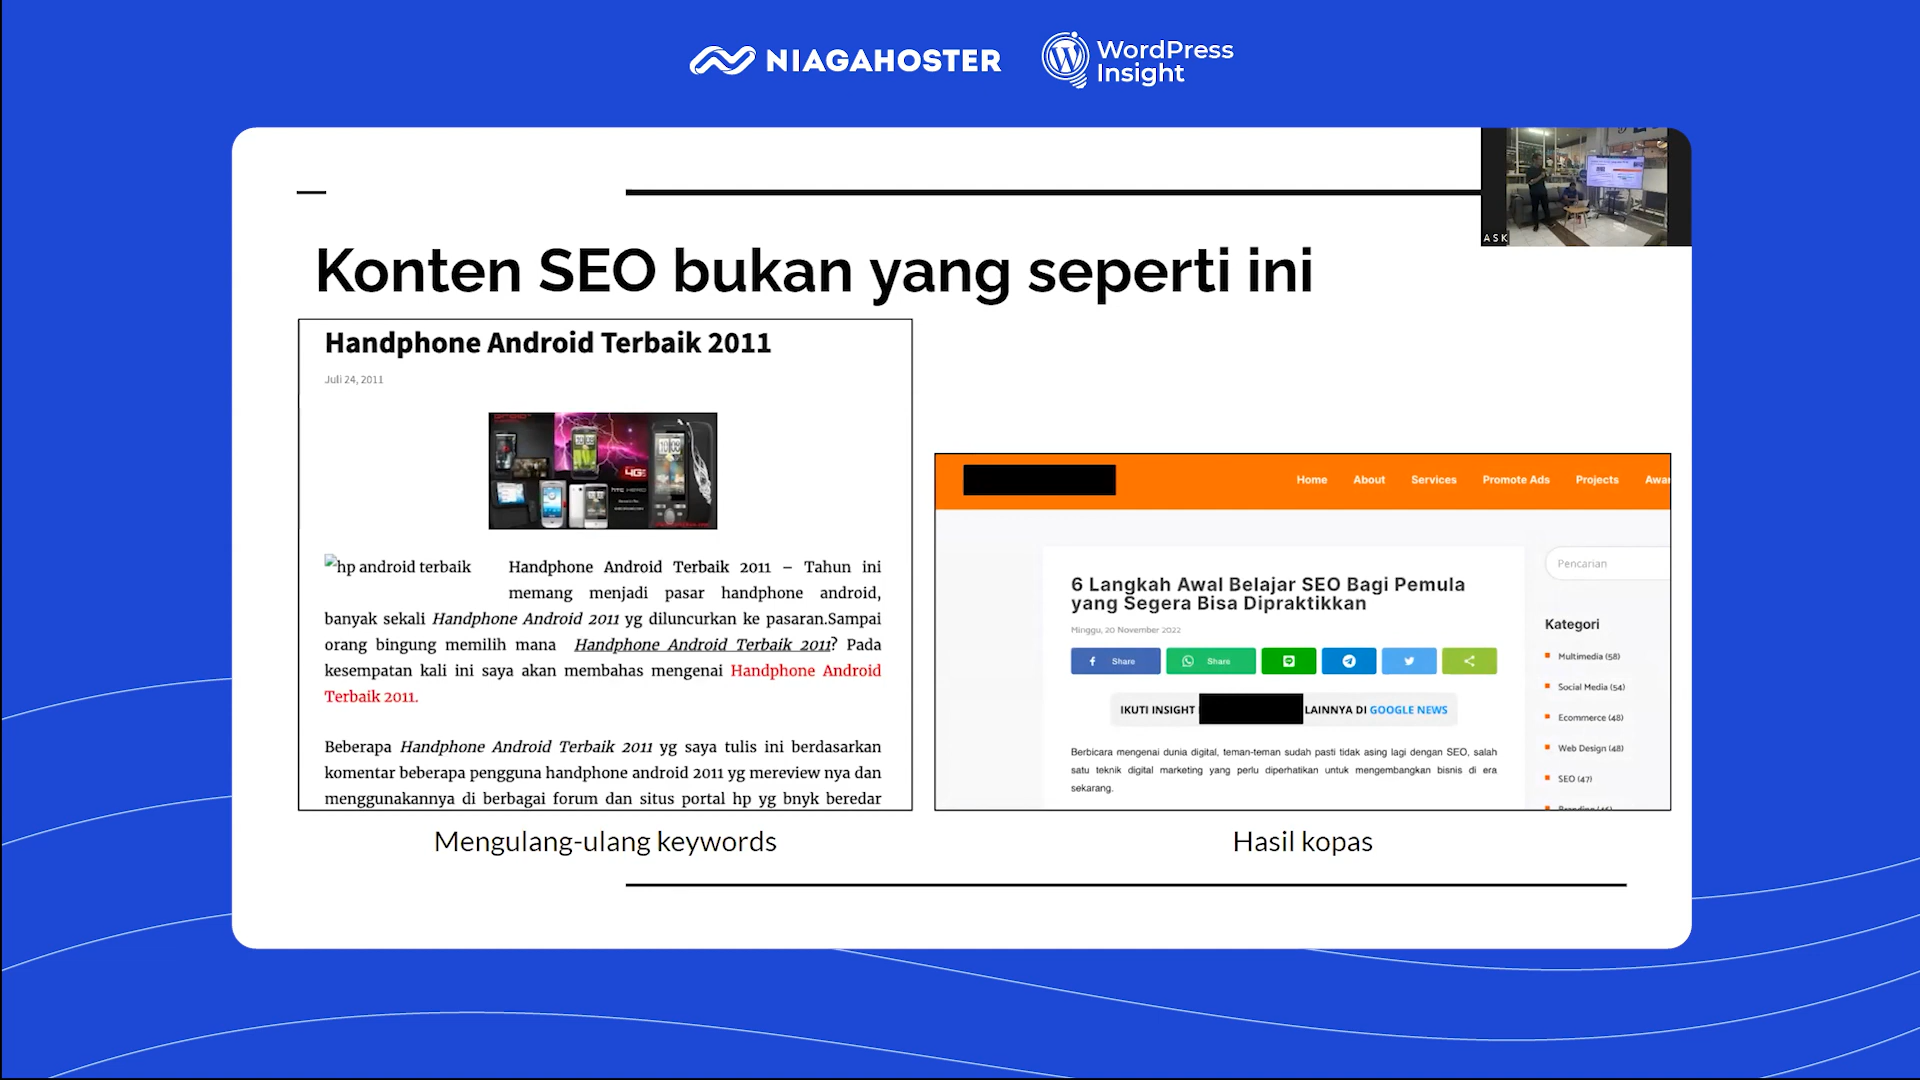 NIAGAHOSTER
WordPress
Insight
ASK
Konten SEO bukan yang seperti ini
Handphone Android Terbaik 2011
Juli 24, 2011
4G
hp android terbaik
Handphone Android Terbaik 2011 – Tahun ini
memang menjadi pasar handphone android,
banyak sekali Handphone Android 2011 yg diluncurkan ke pasaran.Sampai
orang bingung memilih mana Handphone Android Terbaik 2011? Pada
kesempatan kali ini saya akan membahas mengenai Handphone Android
Terbaik 2011.
Beberapa Handphone Android Terbaik 2011 yg saya tulis ini berdasarkan
komentar beberapa pengguna handphone android 2011 yg mereview nya dan
menggunakannya di berbagai forum dan situs portal hp yg bnyk beredar
Mengulang-ulang keywords
Home About Services Promote Ads Projects Awar
6 Langkah Awal Belajar SEO Bagi Pemula
yang Segera Bisa Dipraktikkan
Minggu, 20 November 2022
Share Share
IKUTI INSIGHT LAINNYA DI GOOGLE NEWS
Berbicara mengenai dunia digital, teman-teman sudah pasti tidak asing lagi dengan SEO, salah
satu teknik digital marketing yang perlu diperhatikan untuk mengembangkan bisnis di era
sekarang.
Pencarian
Kategori
Multimedia (58)
Social Media (54)
Ecommerce (48)
Web Design (48)
SEO (47)
Branding (46)
Hasil kopas